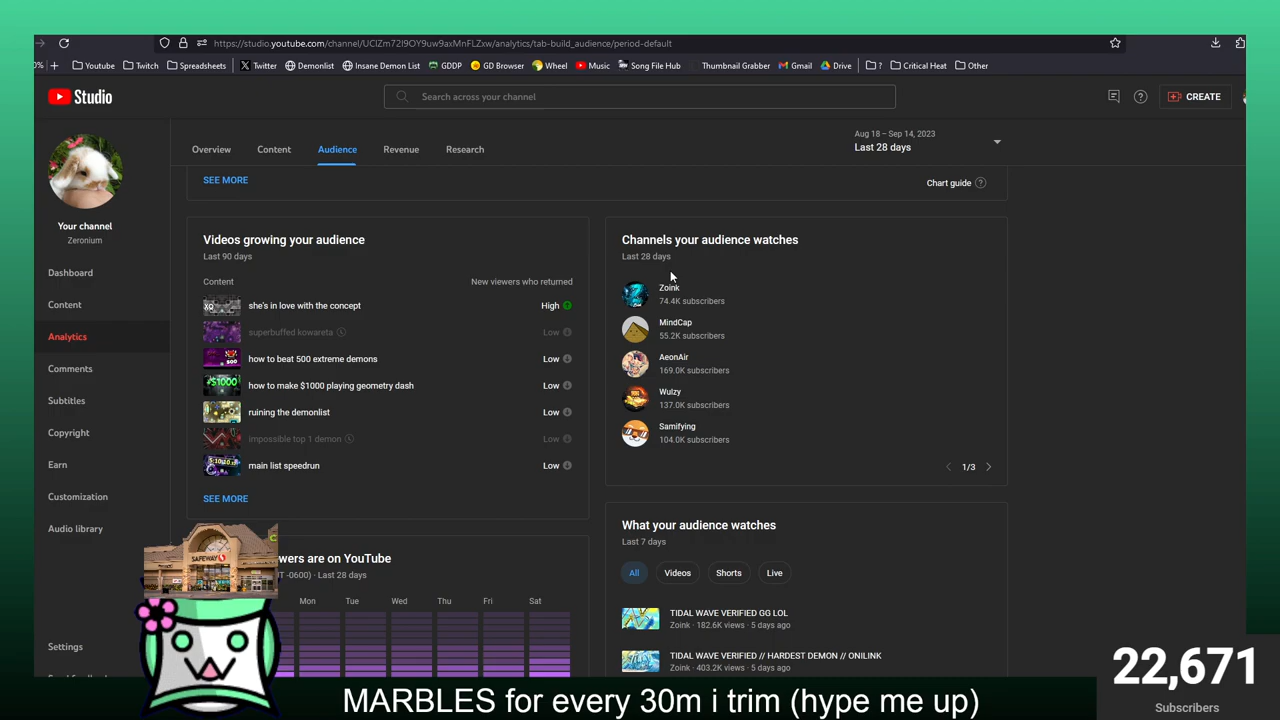 https://studio.youtube.com/channel/UCIZm72I9OY9uw9axMnFLZxw/analytics/tab-build_audience/period-default
0%
Youtube
Twitch
Spreadsheets
Twitter
Demonlist
Insane Demon List
GDDP
GD Browser
Wheel
Music
Song File Hub
Thumbnail Grabber
Gmail
Drive
?
Critical Heat
Other
Studio
Search across your channel
CREATE
Your channel
Zeronium
Dashboard
Content
Analytics
Comments
Subtitles
Copyright
Earn
Customization
Audio library
Settings
Overview
Content
Audience
Revenue
Research
Aug 18 – Sep 14, 2023
Last 28 days
SEE MORE
Chart guide
Videos growing your audience
Last 90 days
Content
New viewers who returned
she's in love with the concept
High
superbuffed kowareta
Low
how to beat 500 extreme demons
Low
how to make $1000 playing geometry dash
Low
ruining the demonlist
Low
impossible top 1 demon
Low
main list speedrun
Low
SEE MORE
Channels your audience watches
Last 28 days
Zoink
74.4K subscribers
MindCap
55.2K subscribers
AeonAir
169.0K subscribers
Wulzy
137.0K subscribers
Samifying
104.0K subscribers
1/3
SAFEWAY
wers are on YouTube
T -0600) · Last 28 days
Mon
Tue
Wed
Thu
Fri
Sat
What your audience watches
Last 7 days
All
Videos
Shorts
Live
TIDAL WAVE VERIFIED GG LOL
Zoink · 182.6K views · 5 days ago
TIDAL WAVE VERIFIED // HARDEST DEMON // ONILINK
Zoink · 403.2K views · 5 days ago
MARBLES for every 30m i trim (hype me up)
22,671
Subscribers